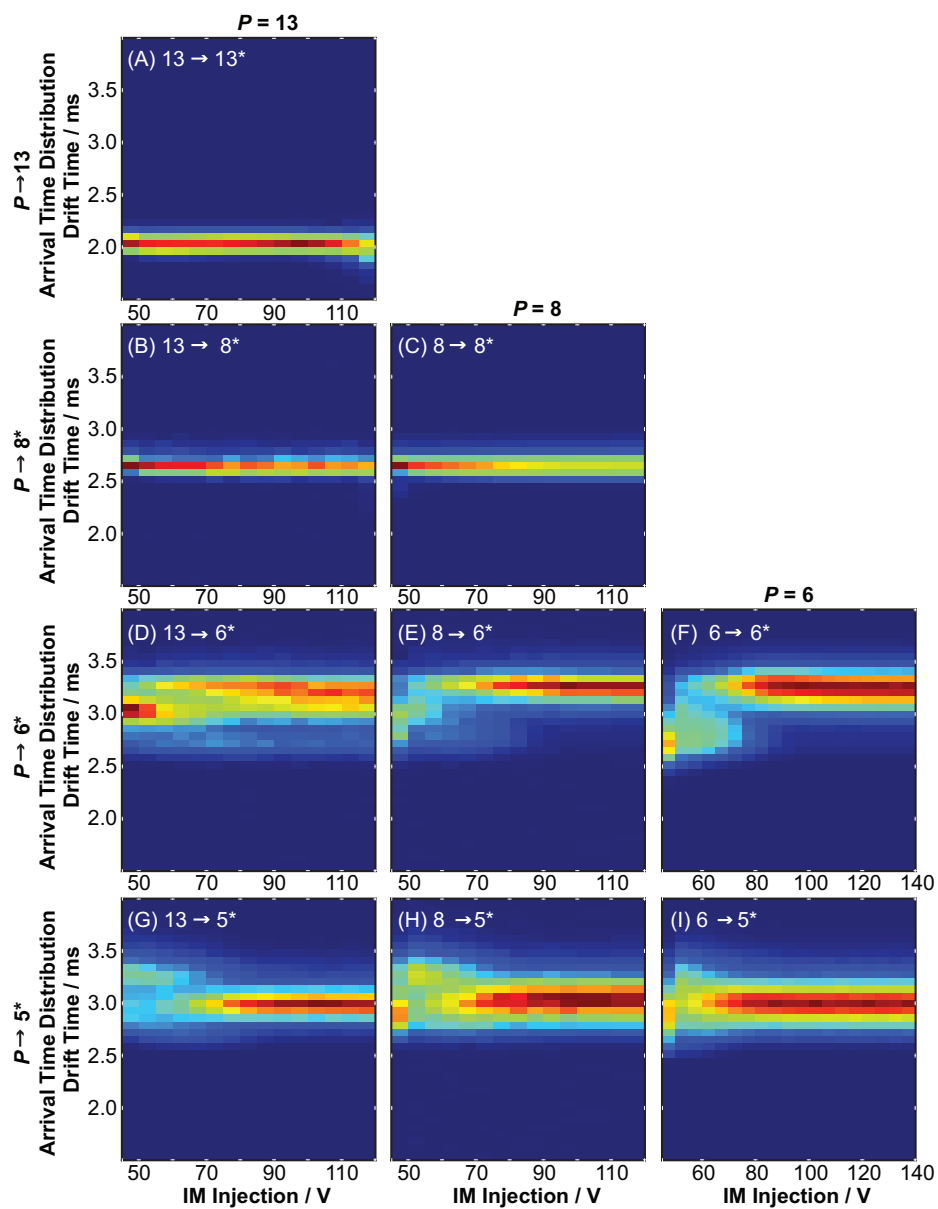 P = 13
(A) 13 → 13*
P→13
Arrival Time Distribution
Drift Time / ms
3.5
3.0
2.5
2.0
50 70 90 110
P = 8
(B) 13 → 8*
(C) 8 → 8*
P → 8*
Arrival Time Distribution
Drift Time / ms
3.5
3.0
2.5
2.0
50 70 90 110
50 70 90 110
P = 6
(D) 13 → 6*
(E) 8 → 6*
(F) 6 → 6*
P → 6*
Arrival Time Distribution
Drift Time / ms
3.5
3.0
2.5
2.0
50 70 90 110
50 70 90 110
60 80 100 120 140
(G) 13 → 5*
(H) 8 → 5*
(I) 6 → 5*
P → 5*
Arrival Time Distribution
Drift Time / ms
3.5
3.0
2.5
2.0
50 70 90 110
50 70 90 110
60 80 100 120 140
IM Injection / V
IM Injection / V
IM Injection / V